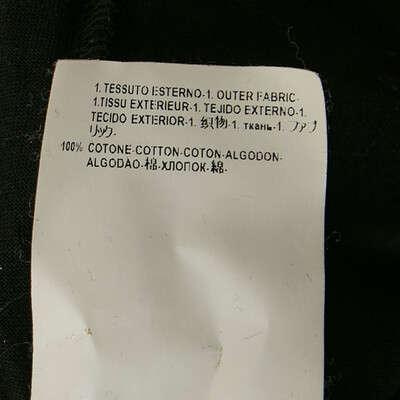 1. TESSUTO ESTERNO-1. OUTER FABRIC-
1.TISSU EXTERIEUR-1. TEJIDO EXTERNO-1.
TECIDO EXTERIOR-1. 织物-1. ткань-1. ファブ
リック.
100% COTONE-COTTON-COTON-ALGODON-
ALGODÃO-棉-ХЛОПОК-綿.